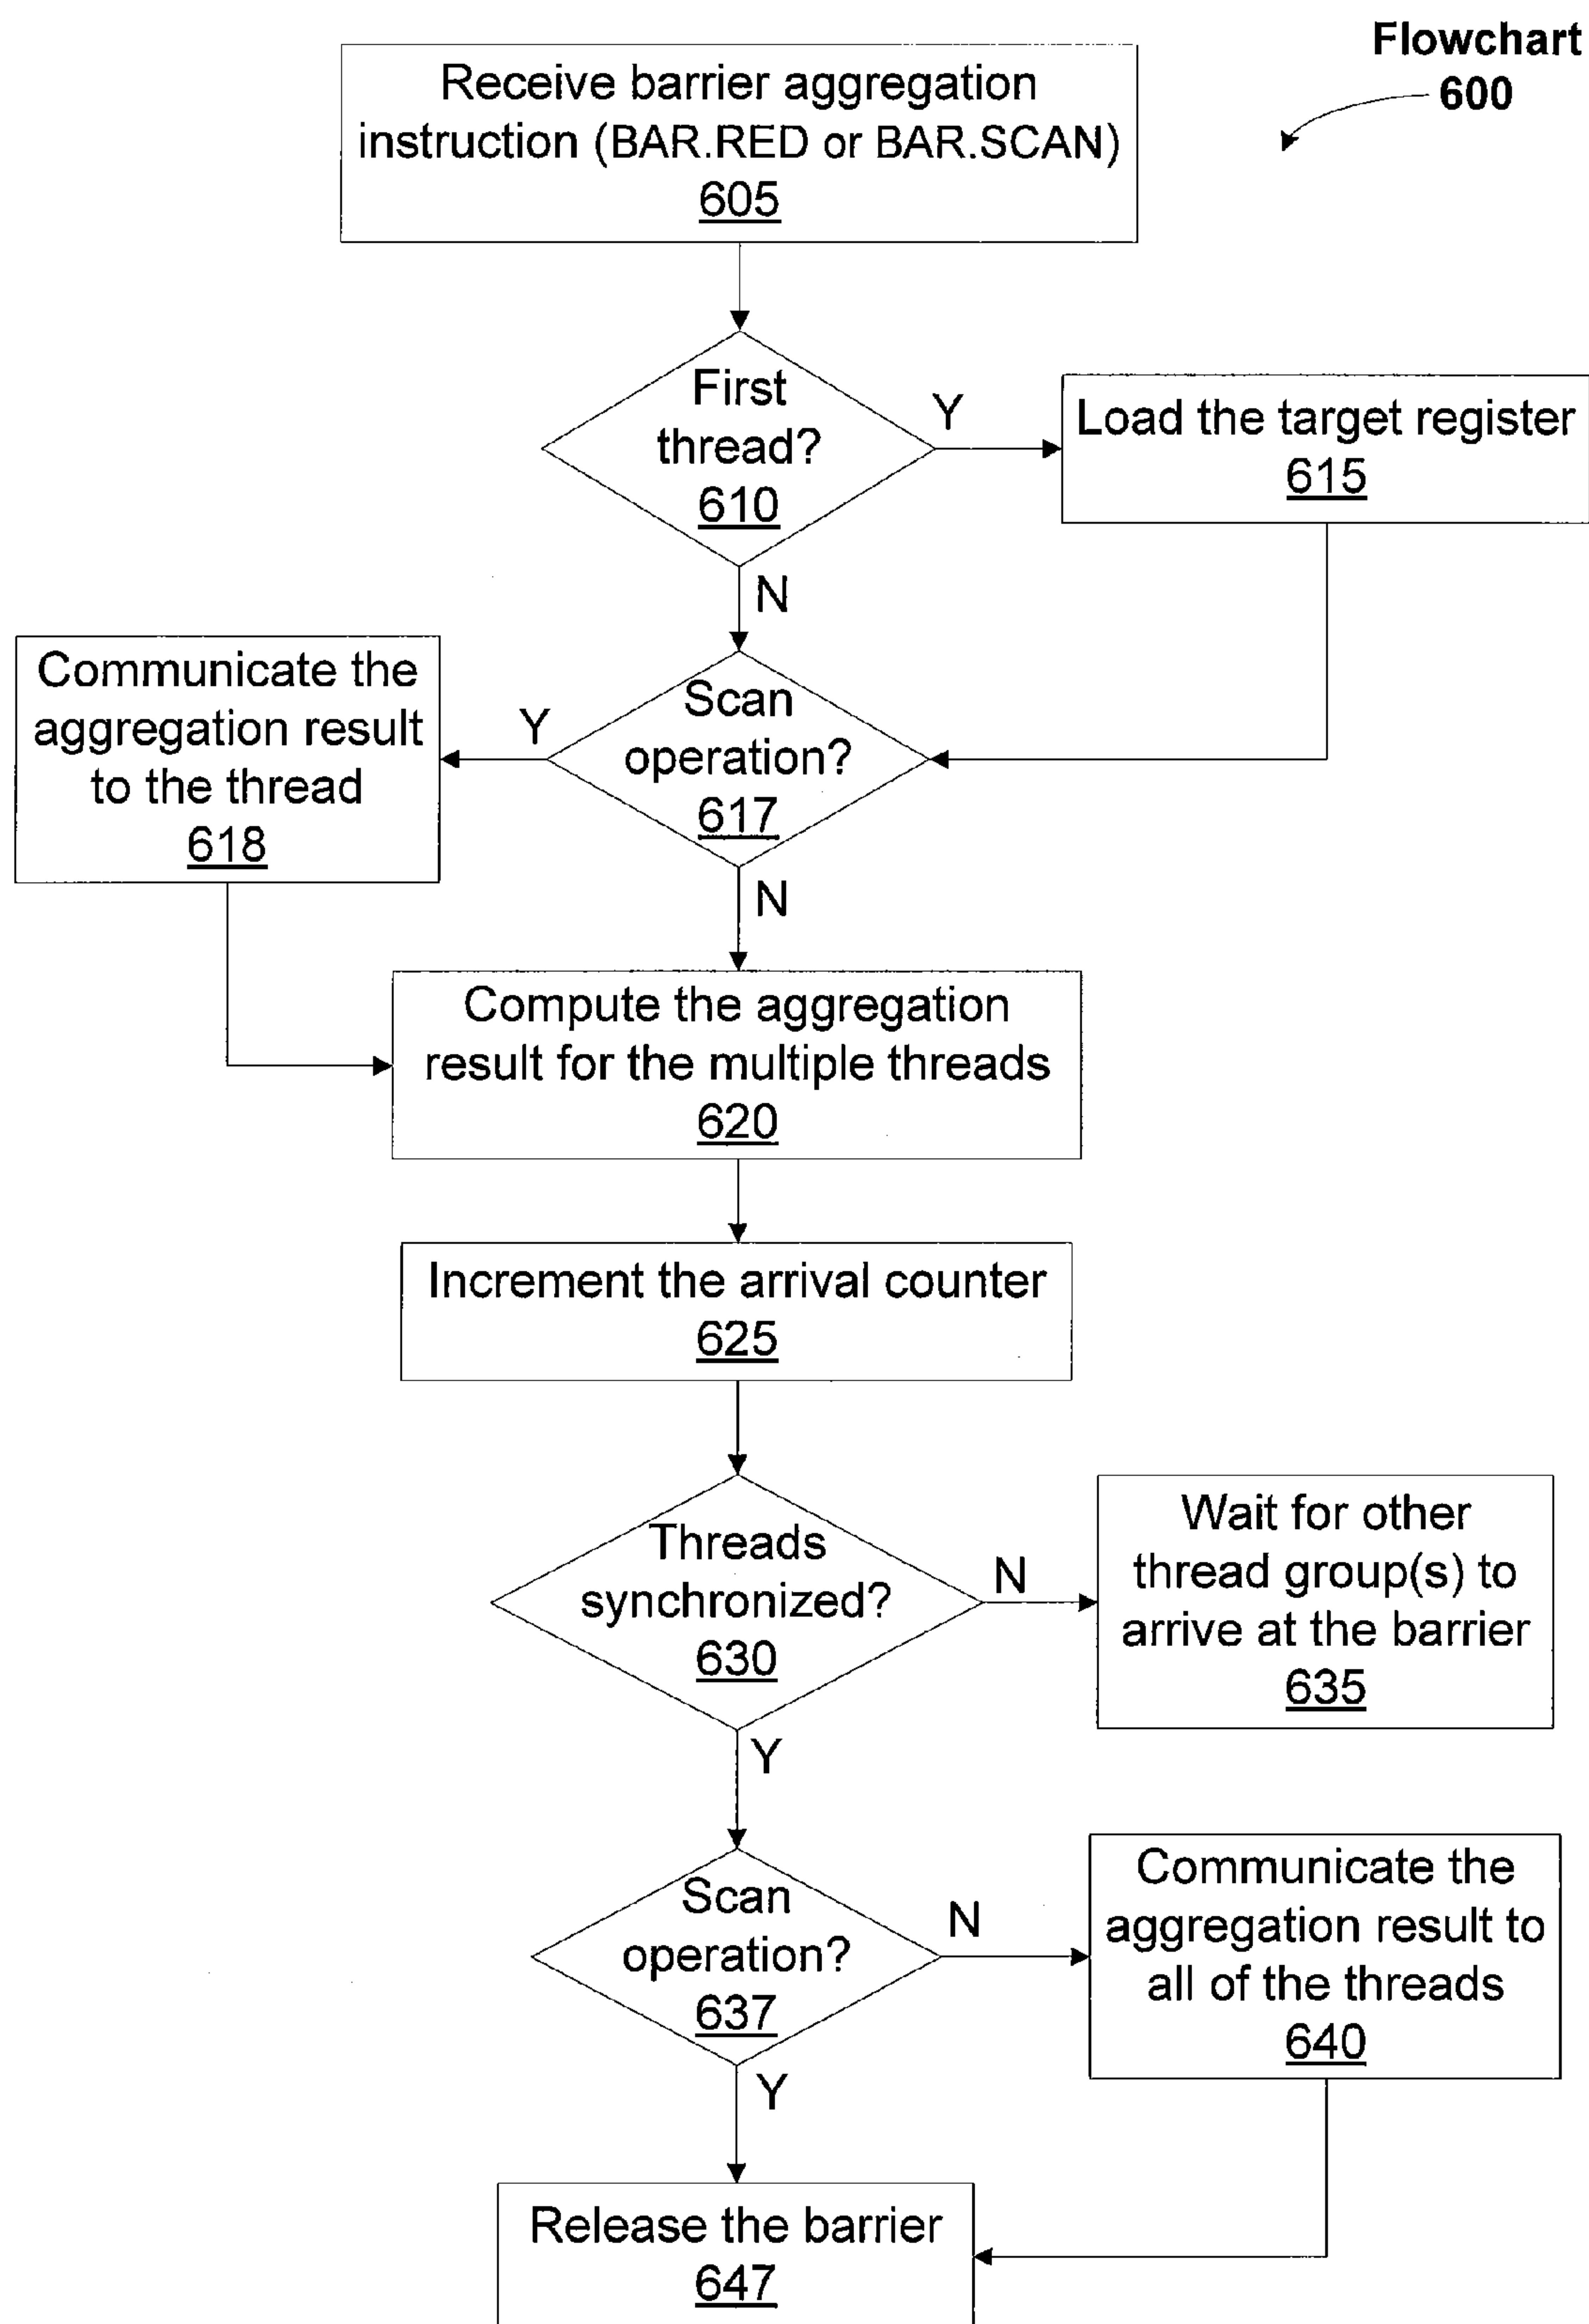 Flowchart
600
Receive barrier aggregation
instruction (BAR.RED or BAR.SCAN)
605
First
thread?
610
Y
Load the target register
615
N
Communicate the
aggregation result
to the thread
618
Y
Scan
operation?
617
N
Compute the aggregation
result for the multiple threads
620
Increment the arrival counter
625
Threads
synchronized?
630
N
Wait for other
thread group(s) to
arrive at the barrier
635
Y
Scan
operation?
637
N
Communicate the
aggregation result to
all of the threads
640
Y
Release the barrier
647